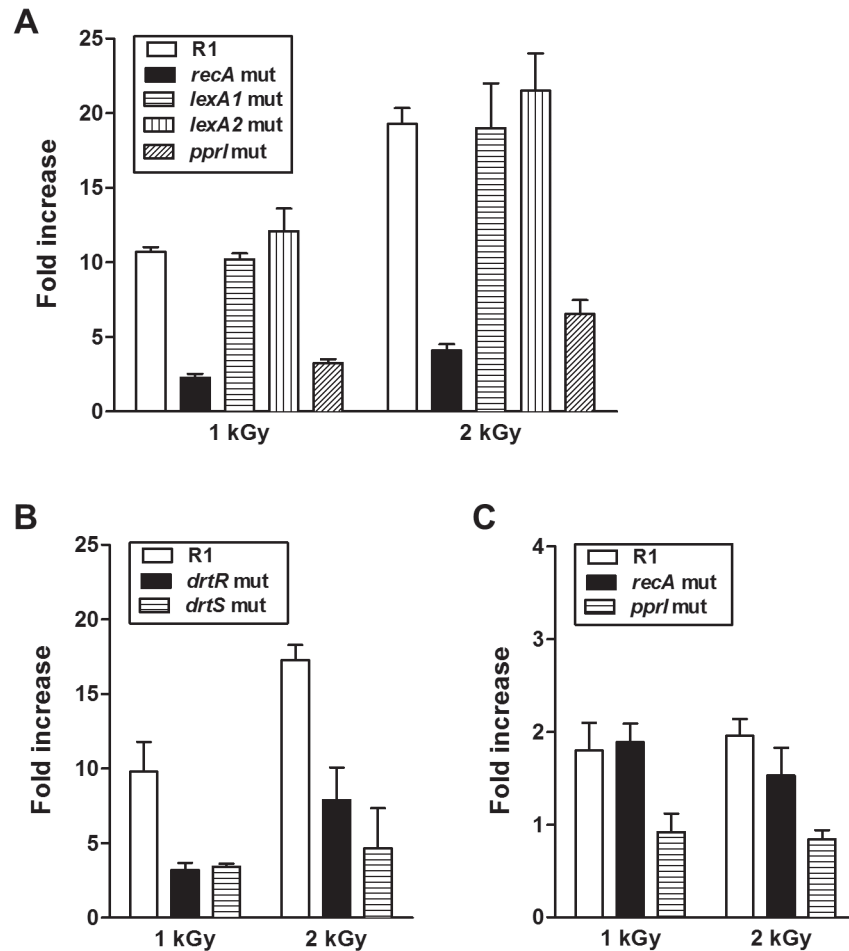 A
Fold increase
25
20
15
10
5
0
R1
recA mut
lexA1 mut
lexA2 mut
pprI mut
1 kGy
2 kGy
B
Fold increase
25
20
15
10
5
0
R1
drtR mut
drtS mut
1 kGy
2 kGy
C
Fold increase
4
3
2
1
0
R1
recA mut
pprI mut
1 kGy
2 kGy